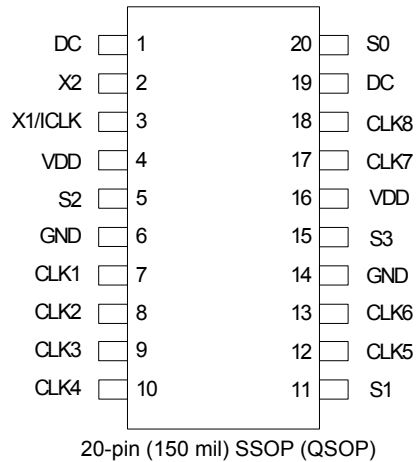 DC 1 20 S0
X2 2 19 DC
X1/ICLK 3 18 CLK8
VDD 4 17 CLK7
S2 5 16 VDD
GND 6 15 S3
CLK1 7 14 GND
CLK2 8 13 CLK6
CLK3 9 12 CLK5
CLK4 10 11 S1
20-pin (150 mil) SSOP (QSOP)